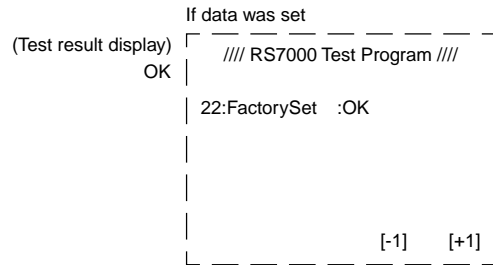 If data was set
(Test result display)
OK
//// RS7000 Test Program ////
22:FactorySet :OK
[-1] [+1]